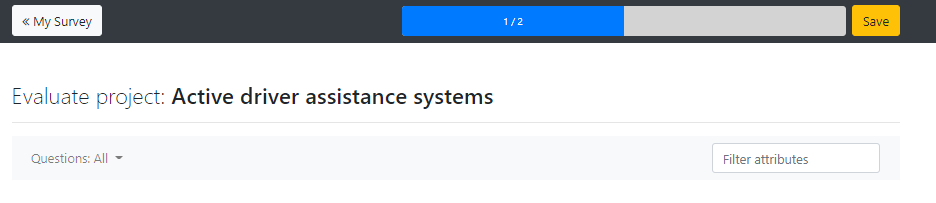 « My Survey
1 / 2
Save
Evaluate project: Active driver assistance systems
Questions: All
Filter attributes